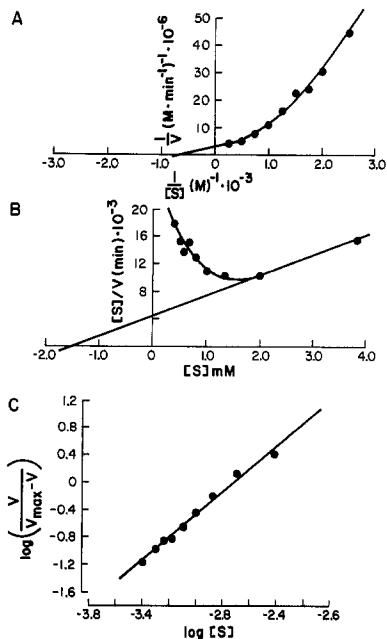 A
50
40
30
20
10
1/V (M·min⁻¹)⁻¹·10⁻⁶
-3.0 -2.0 -1.0 0 1.0 2.0 3.0
1/[S] (M)⁻¹·10⁻³
B
20
16
12
8
[S]/V (min)·10⁻³
-2.0 -1.0 0 1.0 2.0 3.0 4.0
[S] mM
C
1.2
0.4
0.4
0
-0.4
-0.8
-1.2
-1.6
log(V/Vmax-V)
-3.8 -3.4 -2.8 -2.4 -2.6
log [S]